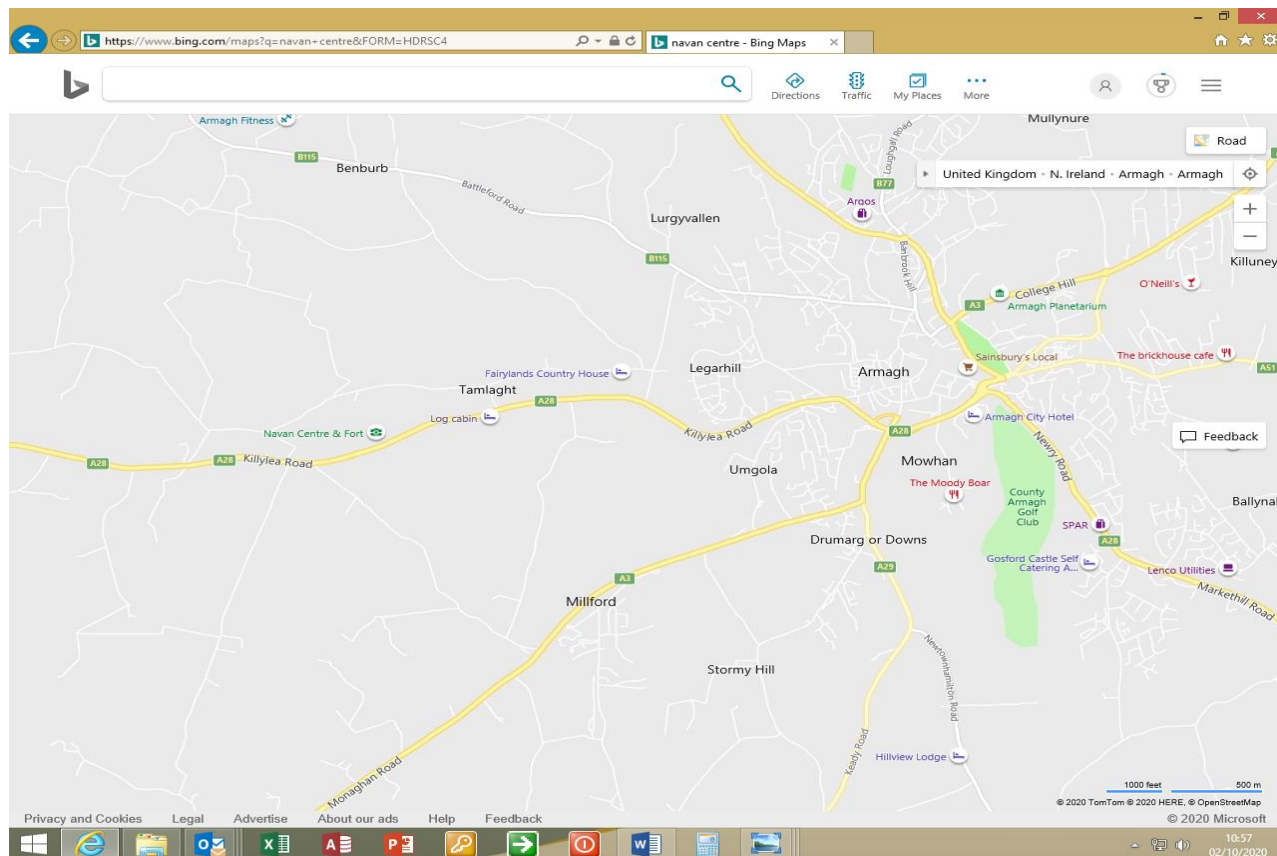 https://www.bing.com/maps?q=navan+centre&FORM=HDRSC4
navan centre - Bing Maps
Directions
Traffic
My Places
More
Mullynure
Armagh Fitness
Road
B115
Benburb
Loughgall Road
B77
United Kingdom - N. Ireland - Armagh - Armagh
Battleford Road
Argos
Lurgyvallen
Banbrook Hill
B115
Killuney
O'Neill's
College Hill
A3
Armagh Planetarium
Sainsbury's Local
The brickhouse cafe
A51
Fairylands Country House
Legarhill
Armagh
Tamlaght
A28
Log cabin
Armagh City Hotel
Navan Centre & Fort
Killylea Road
A28
Newry Road
Feedback
A28
A28
Killylea Road
Umgola
Mowhan
The Moody Boar
County
Armagh
Golf
Club
SPAR
Drumarg or Downs
A28
Gosford Castle Self
Catering A...
A29
Lenco Utilities
Markethill Road
A3
Millford
Newtownhamilton Road
Stormy Hill
Keady Road
Hillview Lodge
Monaghan Road
1000 feet
500 m
© 2020 TomTom © 2020 HERE, © OpenStreetMap
Privacy and Cookies
Legal
Advertise
About our ads
Help
Feedback
© 2020 Microsoft
10:57
02/10/2020